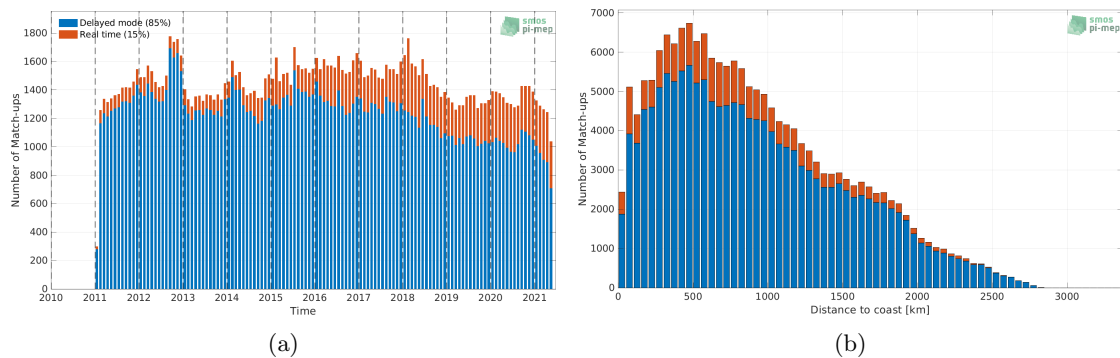 Delayed mode (85%)
Real time (15%)
smos
pi-mep
1800
1600
1400
1200
1000
800
600
400
200
0
Number of Match-ups
2010 2011 2012 2013 2014 2015 2016 2017 2018 2019 2020 2021
Time
(a)
smos
pi-mep
7000
6000
5000
4000
3000
2000
1000
0
Number of Match-ups
0 500 1000 1500 2000 2500 3000
Distance to coast [km]
(b)